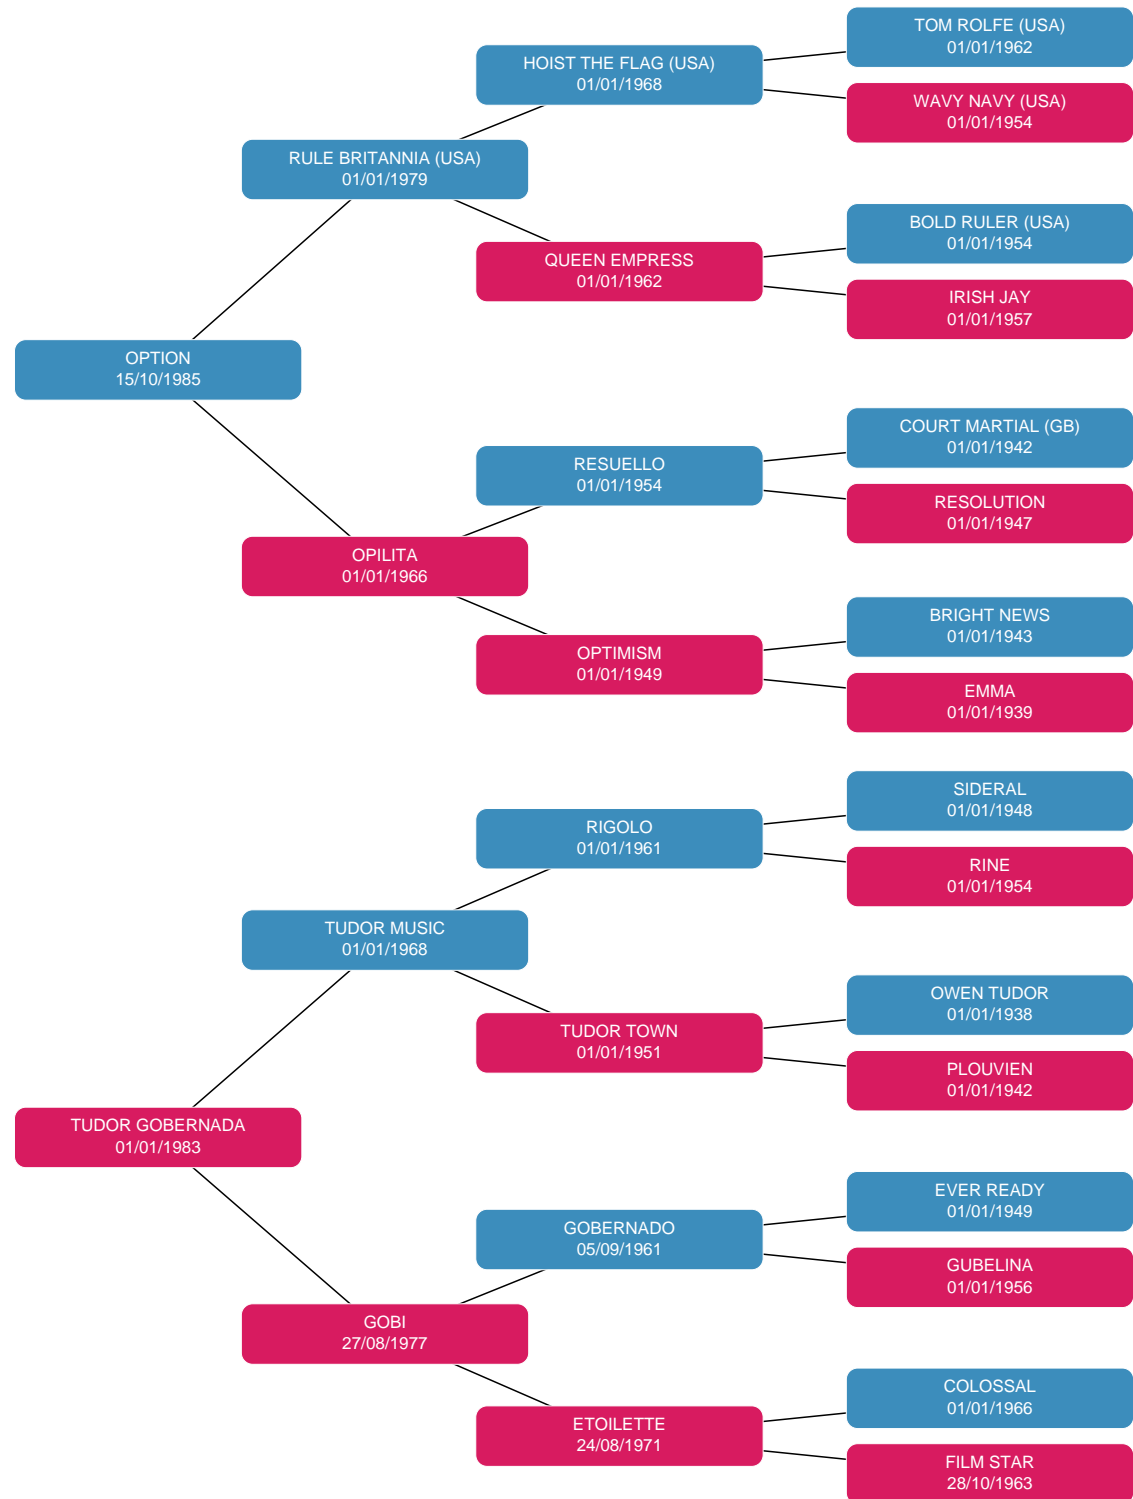 TOM ROLFE (USA)
01/01/1962
HOIST THE FLAG (USA)
01/01/1968
WAVY NAVY (USA)
01/01/1954
RULE BRITANNIA (USA)
01/01/1979
BOLD RULER (USA)
01/01/1954
QUEEN EMPRESS
01/01/1962
IRISH JAY
01/01/1957
OPTION
15/10/1985
COURT MARTIAL (GB)
01/01/1942
RESUELLO
01/01/1954
RESOLUTION
01/01/1947
OPILITA
01/01/1966
BRIGHT NEWS
01/01/1943
OPTIMISM
01/01/1949
EMMA
01/01/1939
SIDERAL
01/01/1948
RIGOLO
01/01/1961
RINE
01/01/1954
TUDOR MUSIC
01/01/1968
OWEN TUDOR
01/01/1938
TUDOR TOWN
01/01/1951
PLOUVIEN
01/01/1942
TUDOR GOBERNADA
01/01/1983
EVER READY
01/01/1949
GOBERNADO
05/09/1961
GUBELINA
01/01/1956
GOBI
27/08/1977
COLOSSAL
01/01/1966
ETOILETTE
24/08/1971
FILM STAR
28/10/1963